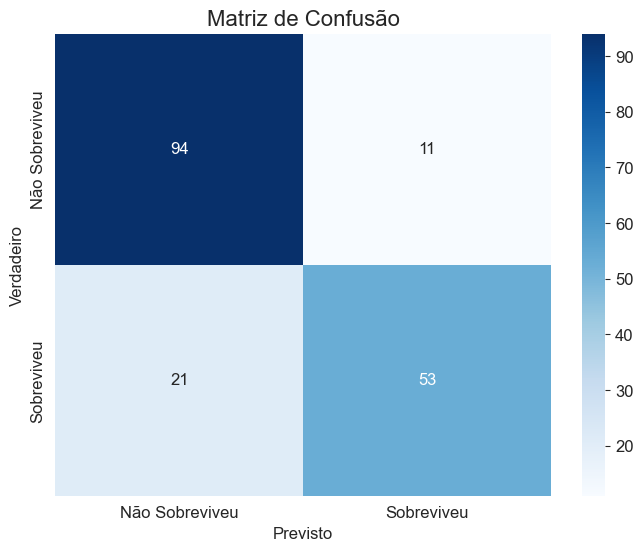 Matriz de Confusão
Verdadeiro
Não Sobreviveu
Sobreviveu
94
11
21
53
Não Sobreviveu
Sobreviveu
Previsto
90
80
70
60
50
40
30
20